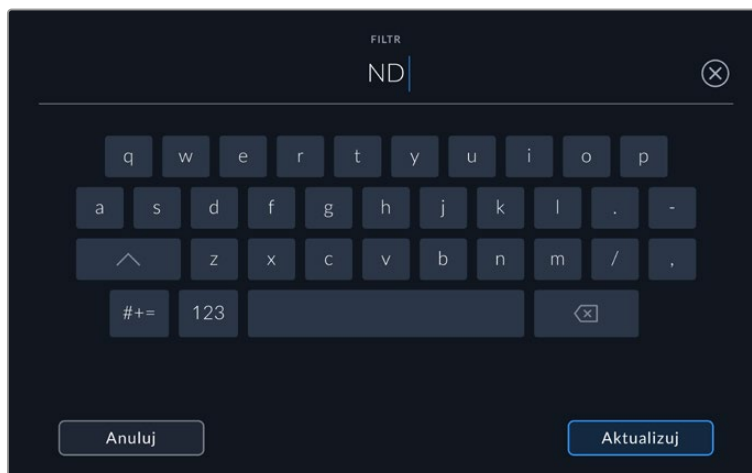 FILTR
ND
q w e r t y u i o p
a s d f g h j k l . -
z x c v b n m / ,
#+= 123
Anuluj Aktualizuj